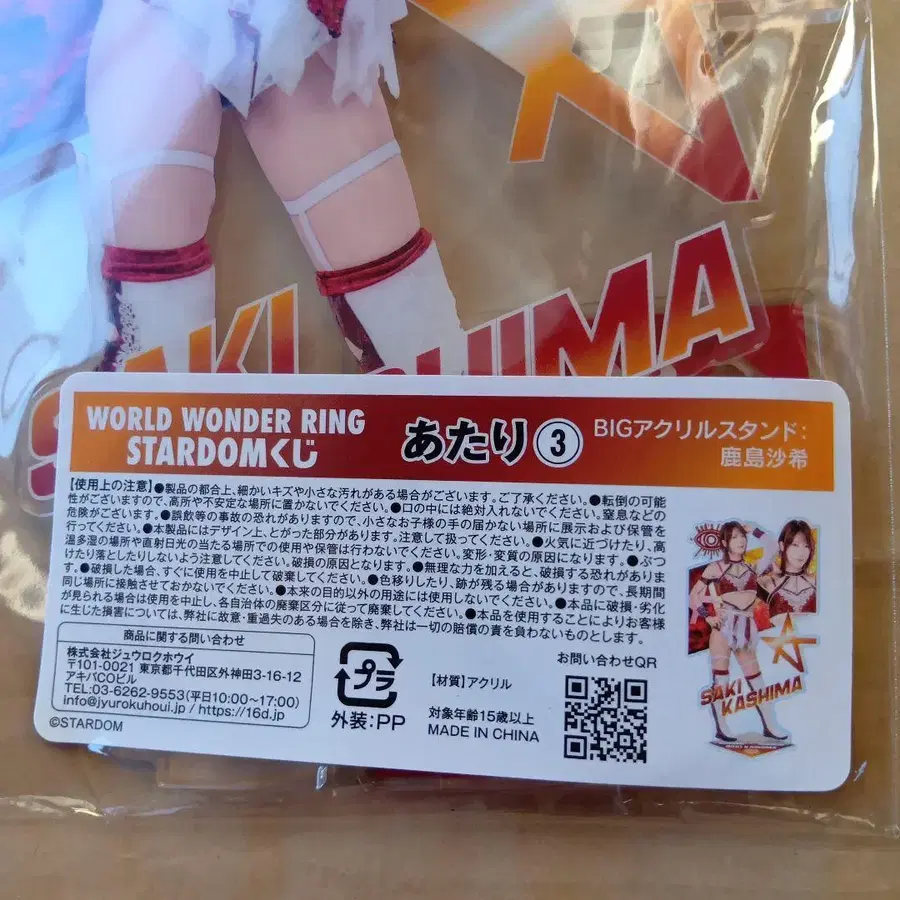 SAKI
KASHIMA
WORLD WONDER RING
STARDOMくじ
あたり③
BIGアクリルスタンド:
鹿島沙希
【使用上の注意】●製品の都合上、細かいキズや小さな汚れがある場合がございます。ご了承ください。●転倒の可能
性がございますので、高所や不安定な場所に置かないでください。●口の中には絶対入れないでください。窒息などの
危険がございます。●誤飲等の事故の恐れがありますので、小さなお子様の手の届かない場所に展示および保管を
行ってください。●本製品にはデザイン上、とがった部分があります。注意して扱ってください。●火気に近づけたり、高
温多湿の場所や直射日光の当たる場所での使用や保管は行わないでください。変形・変質の原因になります。●ぶつ
けたり落としたりしないよう注意してください。破損の原因となります。●無理な力を加えると、破損する恐れがありま
す。●破損した場合、すぐに使用を中止して破棄してください。●色移りしたり、跡が残る場合がありますので、長期間
同じ場所に接触させておかないでください。●本来の目的以外の用途には使用しないでください。●本品に破損・劣化
が見られる場合は使用を中止し、各自治体の廃棄区分に従って廃棄してください。●本品を使用することによりお客様
に生じた損害については、弊社に故意・重過失のある場合を除き、弊社は一切の賠償の責を負わないものとします。
商品に関する問い合わせ
株式会社ジュウロクホウイ
〒101-0021 東京都千代田区外神田3-16-12
アキバCOビル
TEL:03-6262-9553(平日10:00～17:00)
info@jyurokuhoui.jp / https://16d.jp/
©STARDOM
プラ
外装:PP
【材質】アクリル
対象年齢15歳以上
MADE IN CHINA
お問い合わせQR
SAKI
KASHIMA